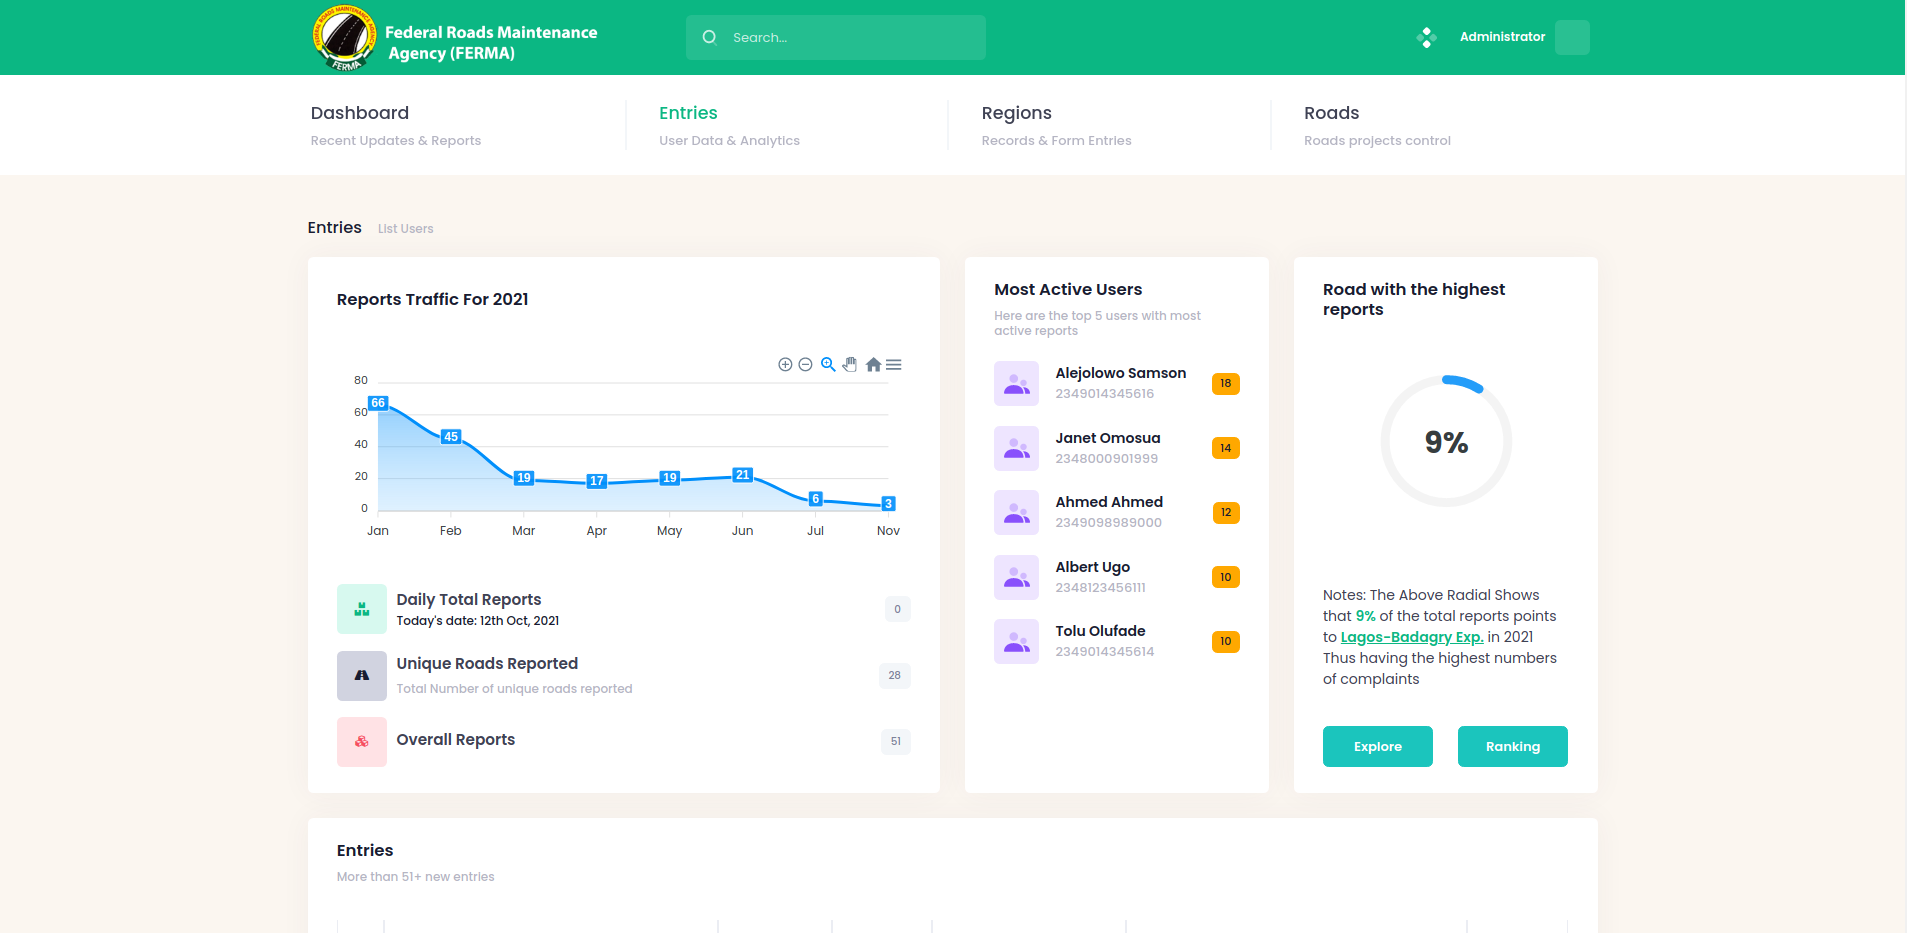 FEDERAL ROADS MAINTENANCE AGENCY
FERMA
Federal Roads Maintenance
Agency (FERMA)
Search...
Administrator
Dashboard
Recent Updates & Reports
Entries
User Data & Analytics
Regions
Records & Form Entries
Roads
Roads projects control
Entries
List Users
Reports Traffic For 2021
80
60
40
20
0
66
45
19
17
19
21
6
3
Jan
Feb
Mar
Apr
May
Jun
Jul
Nov
Daily Total Reports
Today's date: 12th Oct, 2021
0
Unique Roads Reported
Total Number of unique roads reported
28
Overall Reports
51
Most Active Users
Here are the top 5 users with most
active reports
Alejolowo Samson
2349014345616
18
Janet Omosua
2348000901999
14
Ahmed Ahmed
2349098989000
12
Albert Ugo
2348123456111
10
Tolu Olufade
2349014345614
10
Road with the highest
reports
9%
Notes: The Above Radial Shows
that 9% of the total reports points
to Lagos-Badagry Exp. in 2021
Thus having the highest numbers
of complaints
Explore
Ranking
Entries
More than 51+ new entries